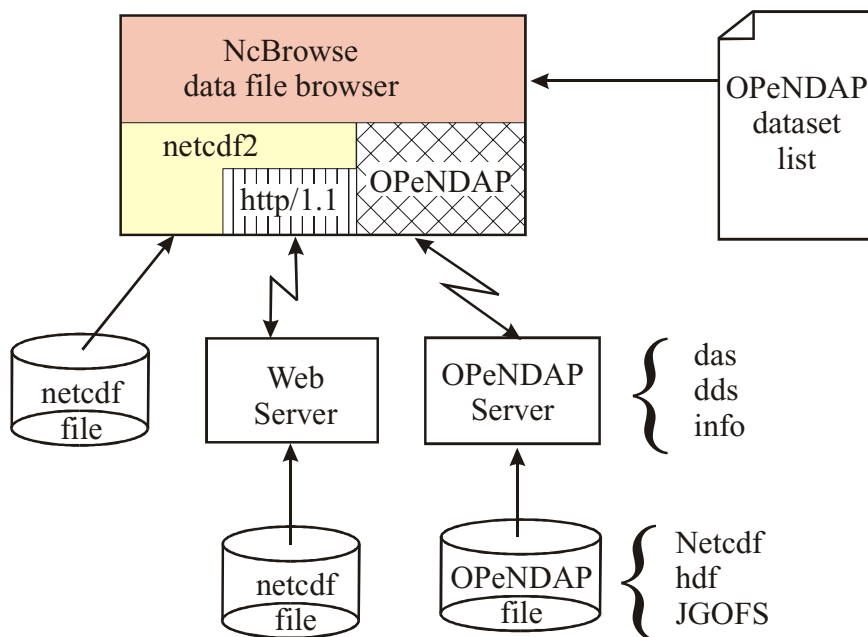 NcBrowse
data file browser
netcdf2
http/1.1
OPeNDAP
OPeNDAP
dataset
list
netcdf
file
Web
Server
OPeNDAP
Server
das
dds
info
netcdf
file
OPeNDAP
file
Netcdf
hdf
JGOFS